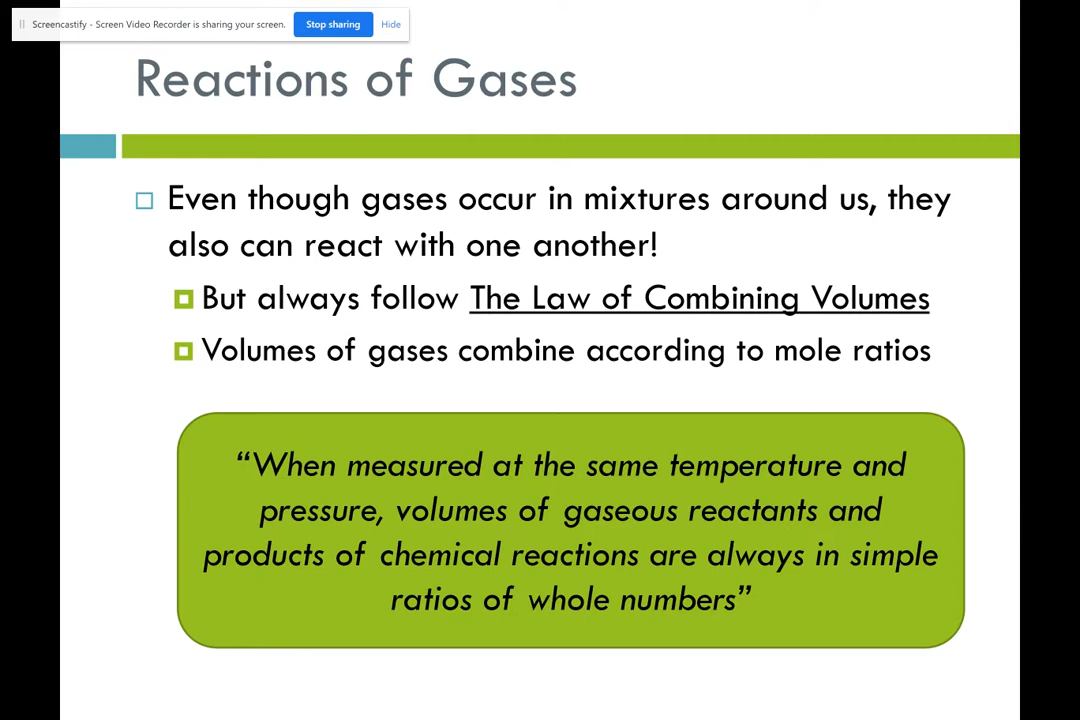 Screencastify - Screen Video Recorder is sharing your screen. Stop sharing Hide
Reactions of Gases
Even though gases occur in mixtures around us, they
also can react with one another!
But always follow The Law of Combining Volumes
Volumes of gases combine according to mole ratios
“When measured at the same temperature and
pressure, volumes of gaseous reactants and
products of chemical reactions are always in simple
ratios of whole numbers”